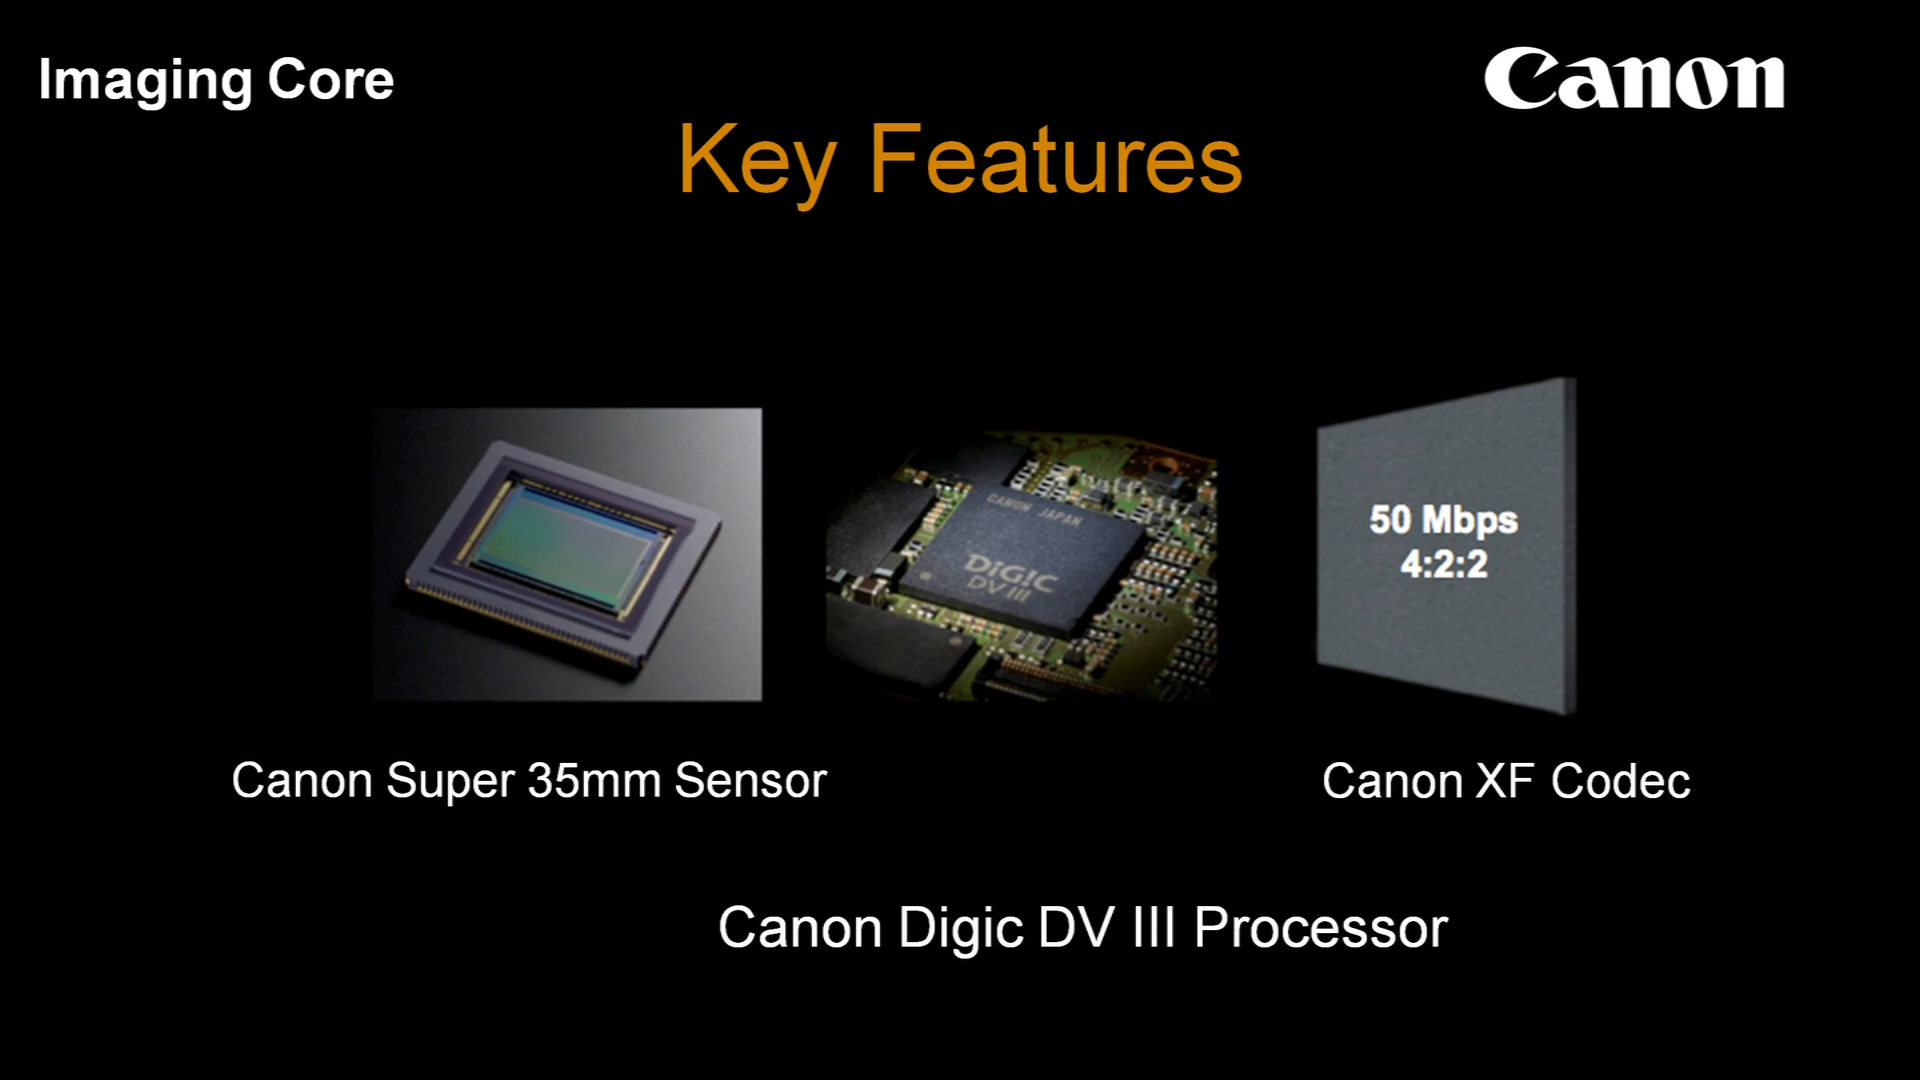 Imaging Core
Canon
Key Features
CANON JAPAN
DiGiC
DV III
50 Mbps
4:2:2
Canon Super 35mm Sensor
Canon XF Codec
Canon Digic DV III Processor